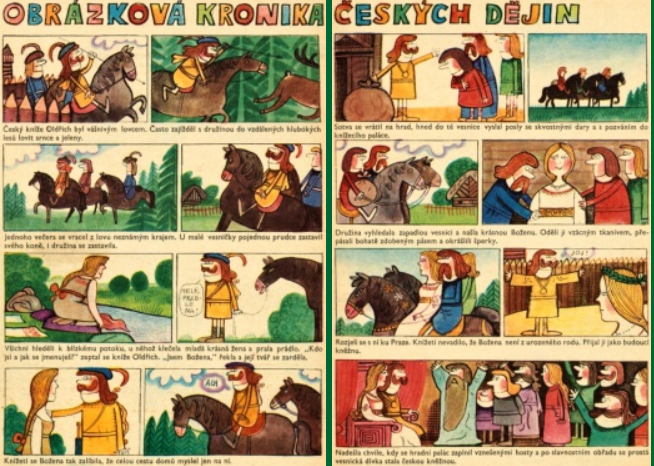 OBRÁZKOVÁ KRONIKA
ČESKÝCH DĚJIN
Český kníže Oldřich byl vášnivým lovcem. Často zajížděl s družinou do vzdálených hlubokých
lesů lovit srnce a jeleny.
Jednoho večera se vracel z lovu neznámým krajem. U malé vesničky pojednou prudce zastavil
svého koně, i družina se zastavila.
Všichni hleděli k blízkému potoku, u něhož klečela mladá krásná žena a prala prádlo. „Kdo
jsi a jak se jmenuješ?" zeptal se kníže Oldřich. „Jsem Božena," řekla a její tvář se zarděla.
Knížeti se Božena tak zalíbila, že celou cestu domů myslel jen na ni.
Sotva se vrátil na hrad, hned do té vesnice vyslal posly se skvostnými dary a s pozváním do
knížecího paláce.
Družina vyhledala zapadlou vesnici a našla krásnou Boženu. Oděli ji vzácným tkanivem, pře-
pásali bohatě zdobeným pásem a okrášlili šperky.
Rozjeli se s ní ku Praze. Knížeti nevadilo, že Božena není z urozeného rodu. Přijal ji jako budoucí
kněžnu.
Nadešla chvíle, kdy se hradní palác zaplnil vznešenými hosty a po slavnostním obřadu se prostá
vesnická dívka stala českou kněžnou.